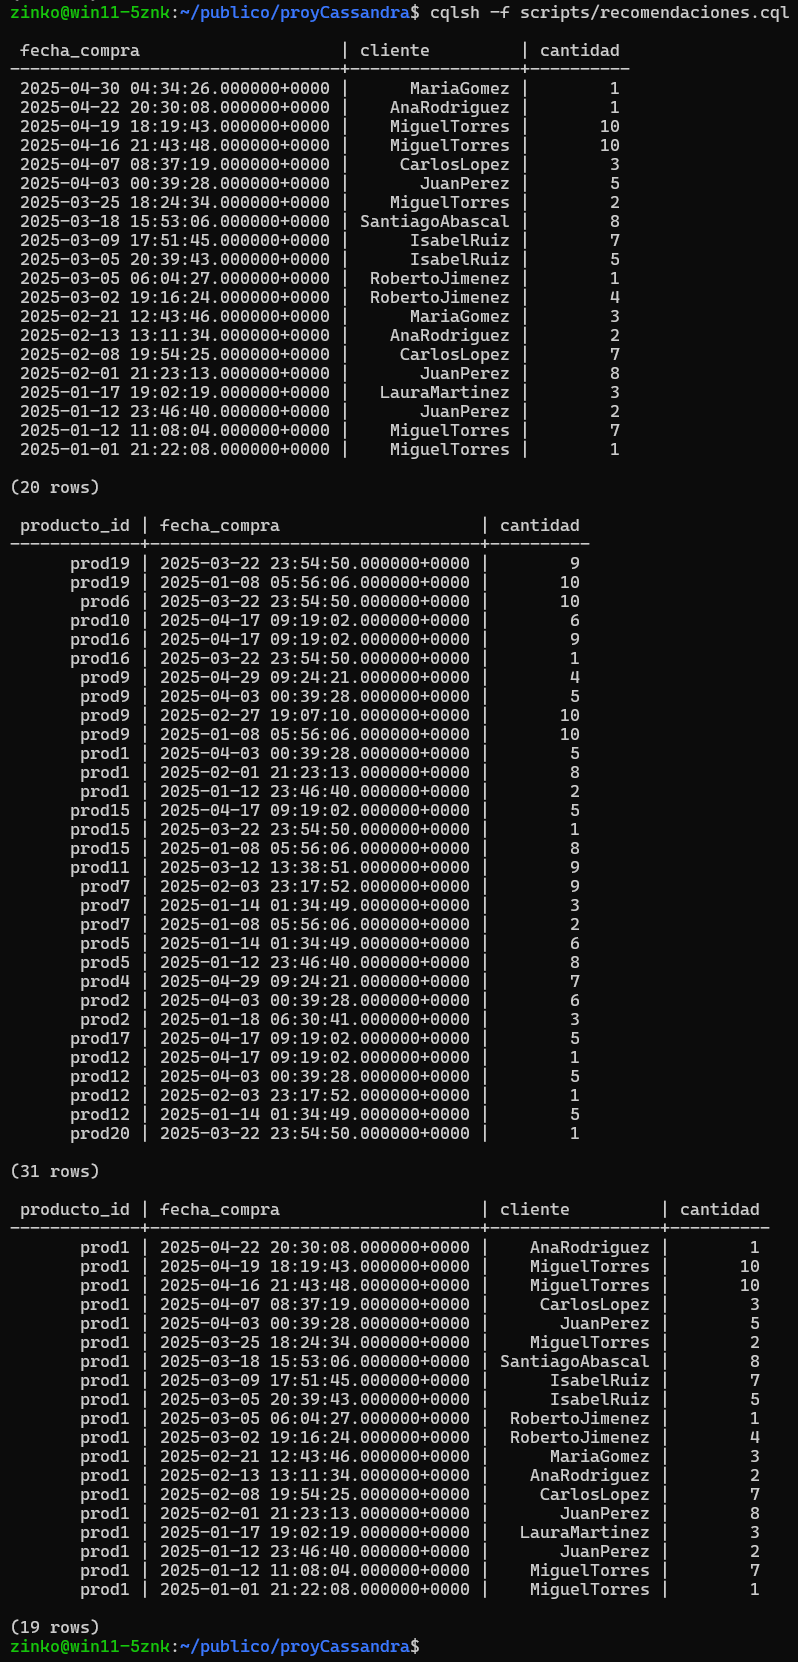 zinko@win11-5znk:~/publico/proyCassandra$ cqlsh -f scripts/recomendaciones.cql
fecha_compra | cliente | cantidad
---------------------------------+-----------------+----------
2025-04-30 04:34:26.000000+0000 | MariaGomez | 1
2025-04-22 20:30:08.000000+0000 | AnaRodriguez | 1
2025-04-19 18:19:43.000000+0000 | MiguelTorres | 10
2025-04-16 21:43:48.000000+0000 | MiguelTorres | 10
2025-04-07 08:37:19.000000+0000 | CarlosLopez | 3
2025-04-03 00:39:28.000000+0000 | JuanPerez | 5
2025-03-25 18:24:34.000000+0000 | MiguelTorres | 2
2025-03-18 15:53:06.000000+0000 | SantiagoAbascal | 8
2025-03-09 17:51:45.000000+0000 | IsabelRuiz | 7
2025-03-05 20:39:43.000000+0000 | IsabelRuiz | 5
2025-03-05 06:04:27.000000+0000 | RobertoJimenez | 1
2025-03-02 19:16:24.000000+0000 | RobertoJimenez | 4
2025-02-21 12:43:46.000000+0000 | MariaGomez | 3
2025-02-13 13:11:34.000000+0000 | AnaRodriguez | 2
2025-02-08 19:54:25.000000+0000 | CarlosLopez | 7
2025-02-01 21:23:13.000000+0000 | JuanPerez | 8
2025-01-17 19:02:19.000000+0000 | LauraMartinez | 3
2025-01-12 23:46:40.000000+0000 | JuanPerez | 2
2025-01-12 11:08:04.000000+0000 | MiguelTorres | 7
2025-01-01 21:22:08.000000+0000 | MiguelTorres | 1
(20 rows)
producto_id | fecha_compra | cantidad
-------------+---------------------------------+----------
prod19 | 2025-03-22 23:54:50.000000+0000 | 9
prod19 | 2025-01-08 05:56:06.000000+0000 | 10
prod6 | 2025-03-22 23:54:50.000000+0000 | 10
prod10 | 2025-04-17 09:19:02.000000+0000 | 6
prod16 | 2025-04-17 09:19:02.000000+0000 | 9
prod16 | 2025-03-22 23:54:50.000000+0000 | 1
prod9 | 2025-04-29 09:24:21.000000+0000 | 4
prod9 | 2025-04-03 00:39:28.000000+0000 | 5
prod9 | 2025-02-27 19:07:10.000000+0000 | 10
prod9 | 2025-01-08 05:56:06.000000+0000 | 10
prod1 | 2025-04-03 00:39:28.000000+0000 | 5
prod1 | 2025-02-01 21:23:13.000000+0000 | 8
prod1 | 2025-01-12 23:46:40.000000+0000 | 2
prod15 | 2025-04-17 09:19:02.000000+0000 | 5
prod15 | 2025-03-22 23:54:50.000000+0000 | 1
prod15 | 2025-01-08 05:56:06.000000+0000 | 8
prod11 | 2025-03-12 13:38:51.000000+0000 | 9
prod7 | 2025-02-03 23:17:52.000000+0000 | 9
prod7 | 2025-01-14 01:34:49.000000+0000 | 3
prod7 | 2025-01-08 05:56:06.000000+0000 | 2
prod5 | 2025-01-14 01:34:49.000000+0000 | 6
prod5 | 2025-01-12 23:46:40.000000+0000 | 8
prod4 | 2025-04-29 09:24:21.000000+0000 | 7
prod2 | 2025-04-03 00:39:28.000000+0000 | 6
prod2 | 2025-01-18 06:30:41.000000+0000 | 3
prod17 | 2025-04-17 09:19:02.000000+0000 | 5
prod12 | 2025-04-17 09:19:02.000000+0000 | 1
prod12 | 2025-04-03 00:39:28.000000+0000 | 5
prod12 | 2025-02-03 23:17:52.000000+0000 | 1
prod12 | 2025-01-14 01:34:49.000000+0000 | 5
prod20 | 2025-03-22 23:54:50.000000+0000 | 1
(31 rows)
producto_id | fecha_compra | cliente | cantidad
-------------+---------------------------------+-----------------+----------
prod1 | 2025-04-22 20:30:08.000000+0000 | AnaRodriguez | 1
prod1 | 2025-04-19 18:19:43.000000+0000 | MiguelTorres | 10
prod1 | 2025-04-16 21:43:48.000000+0000 | MiguelTorres | 10
prod1 | 2025-04-07 08:37:19.000000+0000 | CarlosLopez | 3
prod1 | 2025-04-03 00:39:28.000000+0000 | JuanPerez | 5
prod1 | 2025-03-25 18:24:34.000000+0000 | MiguelTorres | 2
prod1 | 2025-03-18 15:53:06.000000+0000 | SantiagoAbascal | 8
prod1 | 2025-03-09 17:51:45.000000+0000 | IsabelRuiz | 7
prod1 | 2025-03-05 20:39:43.000000+0000 | IsabelRuiz | 5
prod1 | 2025-03-05 06:04:27.000000+0000 | RobertoJimenez | 1
prod1 | 2025-03-02 19:16:24.000000+0000 | RobertoJimenez | 4
prod1 | 2025-02-21 12:43:46.000000+0000 | MariaGomez | 3
prod1 | 2025-02-13 13:11:34.000000+0000 | AnaRodriguez | 2
prod1 | 2025-02-08 19:54:25.000000+0000 | CarlosLopez | 7
prod1 | 2025-02-01 21:23:13.000000+0000 | JuanPerez | 8
prod1 | 2025-01-17 19:02:19.000000+0000 | LauraMartinez | 3
prod1 | 2025-01-12 23:46:40.000000+0000 | JuanPerez | 2
prod1 | 2025-01-12 11:08:04.000000+0000 | MiguelTorres | 7
prod1 | 2025-01-01 21:22:08.000000+0000 | MiguelTorres | 1
(19 rows)
zinko@win11-5znk:~/publico/proyCassandra$